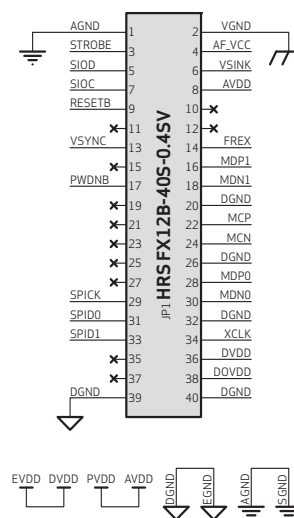 AGND 1 2 VGND
STROBE 3 4 AF_VCC
SIOD 5 6 VSINK
SIOC 7 8 AVDD
RESETB 9 10
11 12
VSYNC 13 14 FREX
15 16 MDP1
PWDNB 17 18 MDN1
19 20 DGND
21 22 MCP
23 24 MCN
25 26 DGND
27 28 MDP0
SPICK 29 30 MDN0
SPID0 31 32 DGND
SPID1 33 34 XCLK
35 36 DVDD
37 38 DOVDD
DGND 39 40 DGND
JP1
HRS FX12B-40S-0.4SV
EVDD DVDD PVDD AVDD
DGND EGND AGND SGND